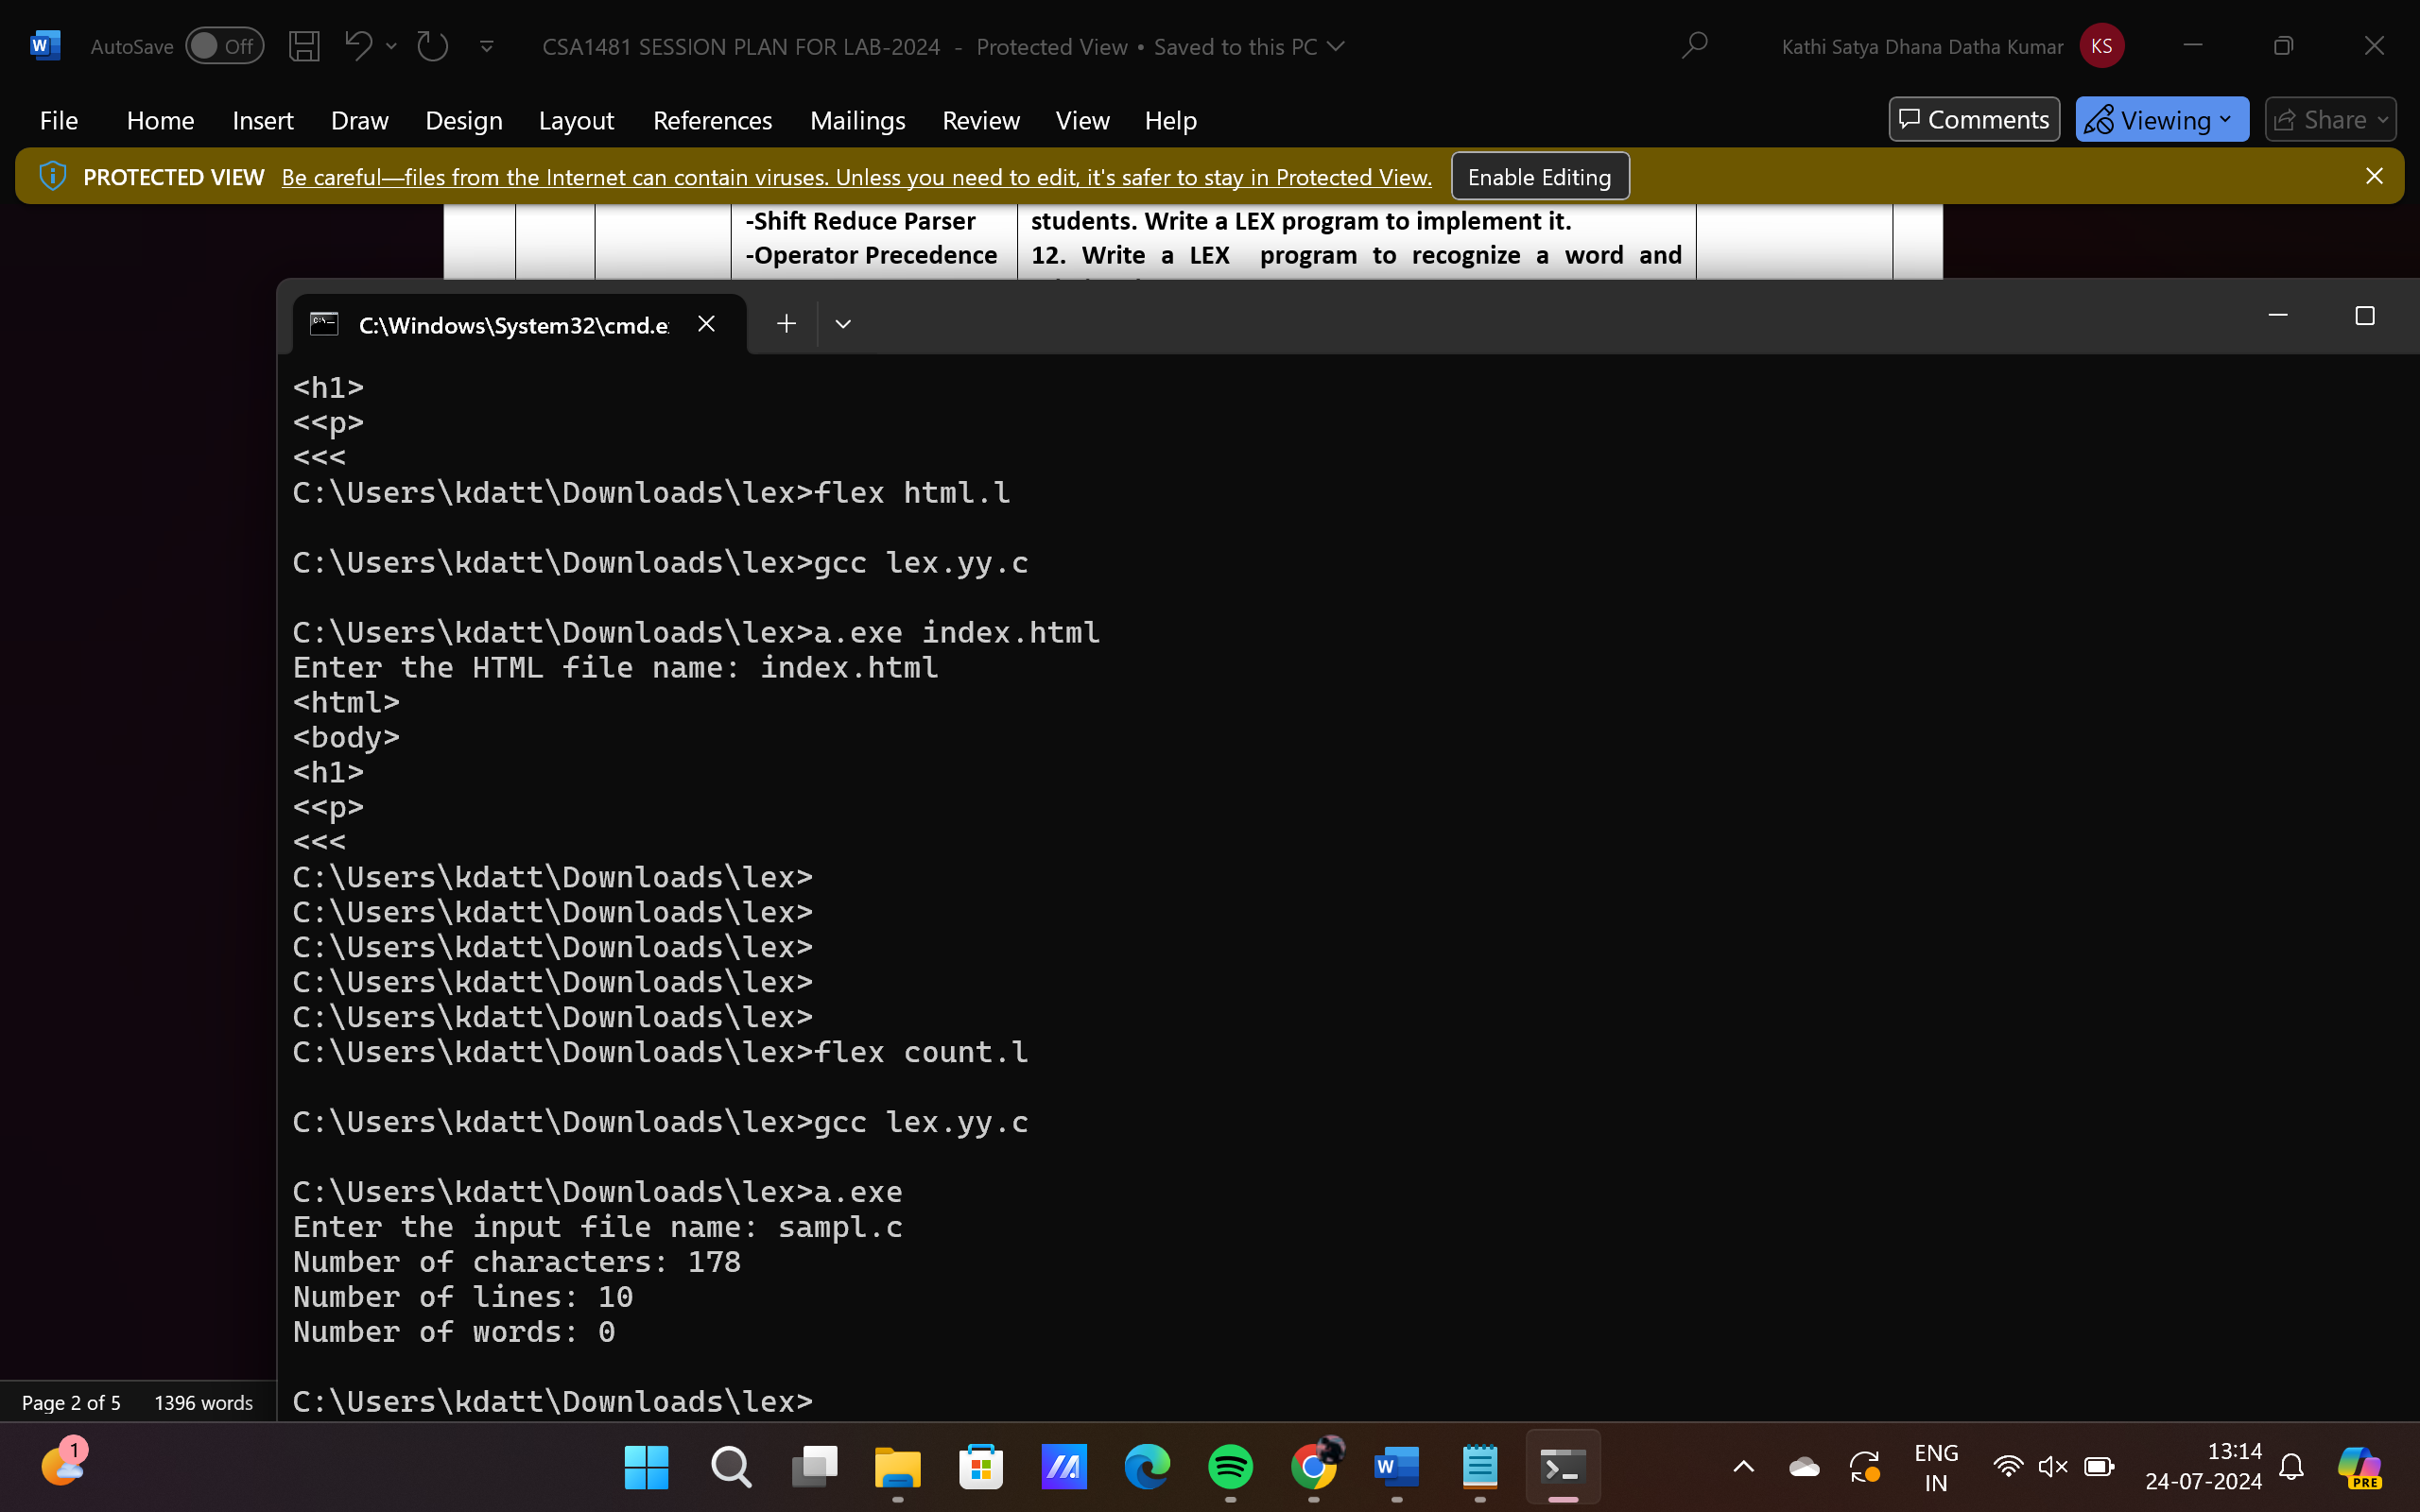 AutoSave Off CSA1481 SESSION PLAN FOR LAB-2024 - Protected View • Saved to this PC Kathi Satya Dhana Datha Kumar KS
File Home Insert Draw Design Layout References Mailings Review View Help Comments Viewing Share
PROTECTED VIEW Be careful—files from the Internet can contain viruses. Unless you need to edit, it's safer to stay in Protected View. Enable Editing
-Shift Reduce Parser students. Write a LEX program to implement it.
-Operator Precedence 12. Write a LEX program to recognize a word and
C:\Windows\System32\cmd.e
<h1>
<<p>
<<<
C:\Users\kdatt\Downloads\lex>flex html.l
C:\Users\kdatt\Downloads\lex>gcc lex.yy.c
C:\Users\kdatt\Downloads\lex>a.exe index.html
Enter the HTML file name: index.html
<html>
<body>
<h1>
<<p>
<<<
C:\Users\kdatt\Downloads\lex>
C:\Users\kdatt\Downloads\lex>
C:\Users\kdatt\Downloads\lex>
C:\Users\kdatt\Downloads\lex>
C:\Users\kdatt\Downloads\lex>
C:\Users\kdatt\Downloads\lex>flex count.l
C:\Users\kdatt\Downloads\lex>gcc lex.yy.c
C:\Users\kdatt\Downloads\lex>a.exe
Enter the input file name: sampl.c
Number of characters: 178
Number of lines: 10
Number of words: 0
C:\Users\kdatt\Downloads\lex>
Page 2 of 5 1396 words
1
ENG
IN
13:14
24-07-2024
PRE